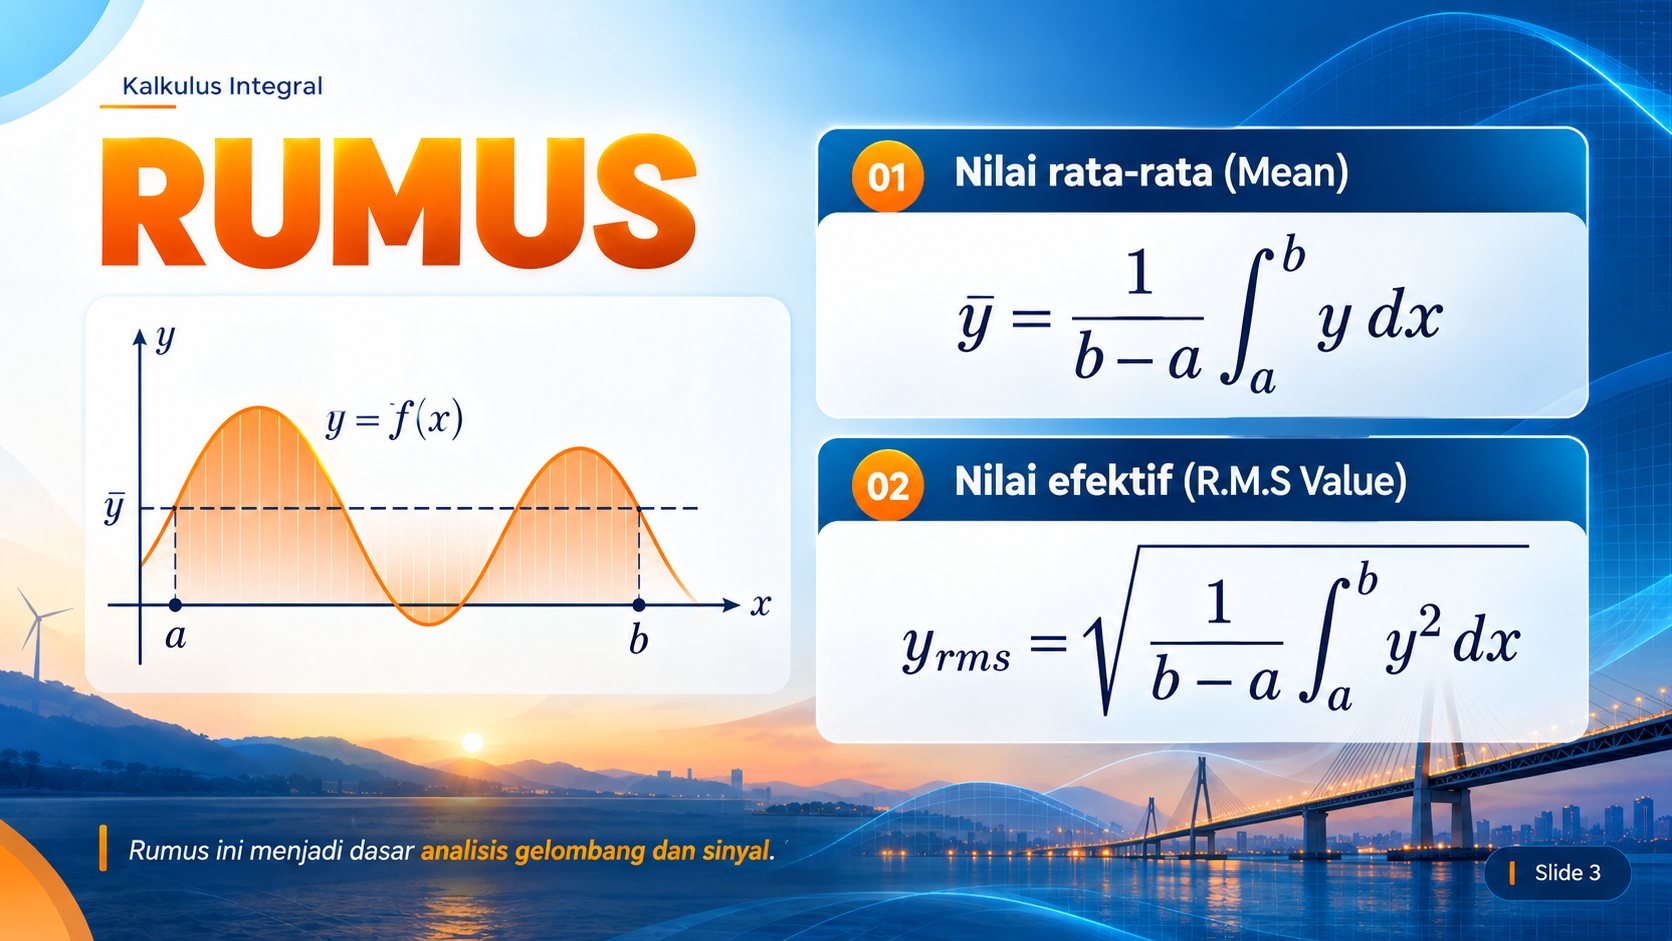 Kalkulus Integral
RUMUS
y
y = f(x)
ȳ
x
a
b
01 Nilai rata-rata (Mean)
ȳ = 1/(b − a) ∫_a^b y dx
02 Nilai efektif (R.M.S Value)
y_rms = √(1/(b − a) ∫_a^b y² dx)
Rumus ini menjadi dasar analisis gelombang dan sinyal.
Slide 3